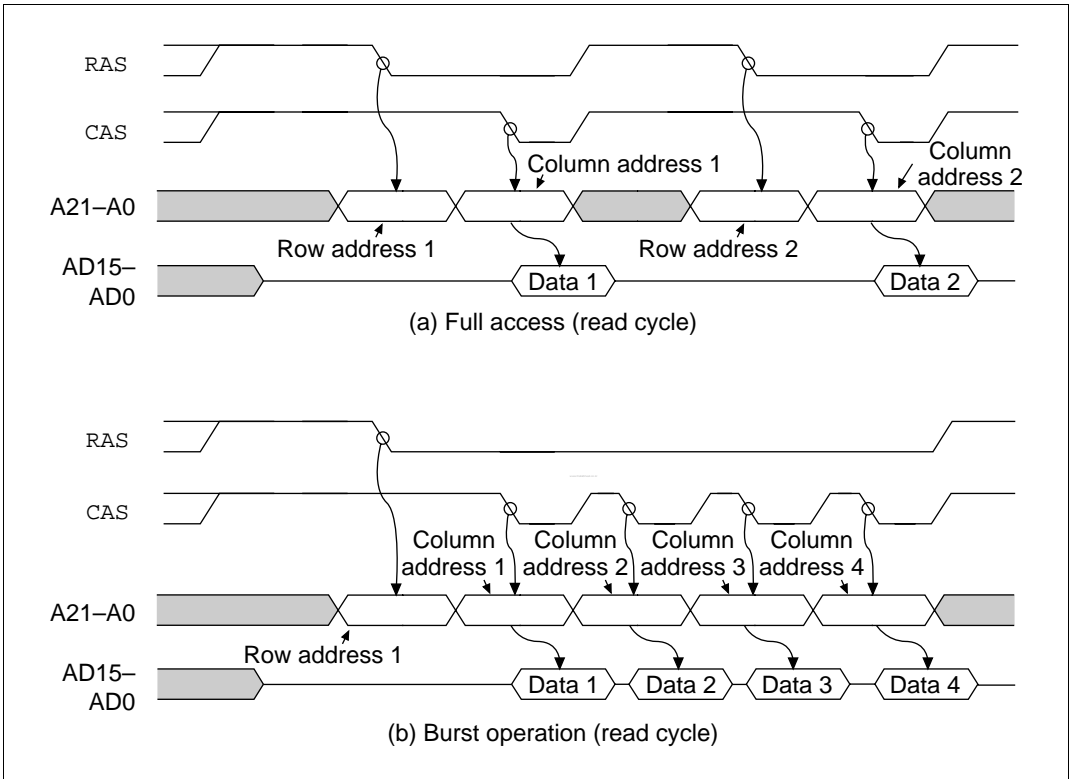 RAS
CAS
Column address 1
Column
address 2
A21–A0
Row address 1
Row address 2
AD15–
AD0
Data 1
Data 2
(a) Full access (read cycle)
RAS
CAS
Column
address 1
Column
address 2
Column
address 3
Column
address 4
A21–A0
Row address 1
AD15–
AD0
Data 1
Data 2
Data 3
Data 4
(b) Burst operation (read cycle)